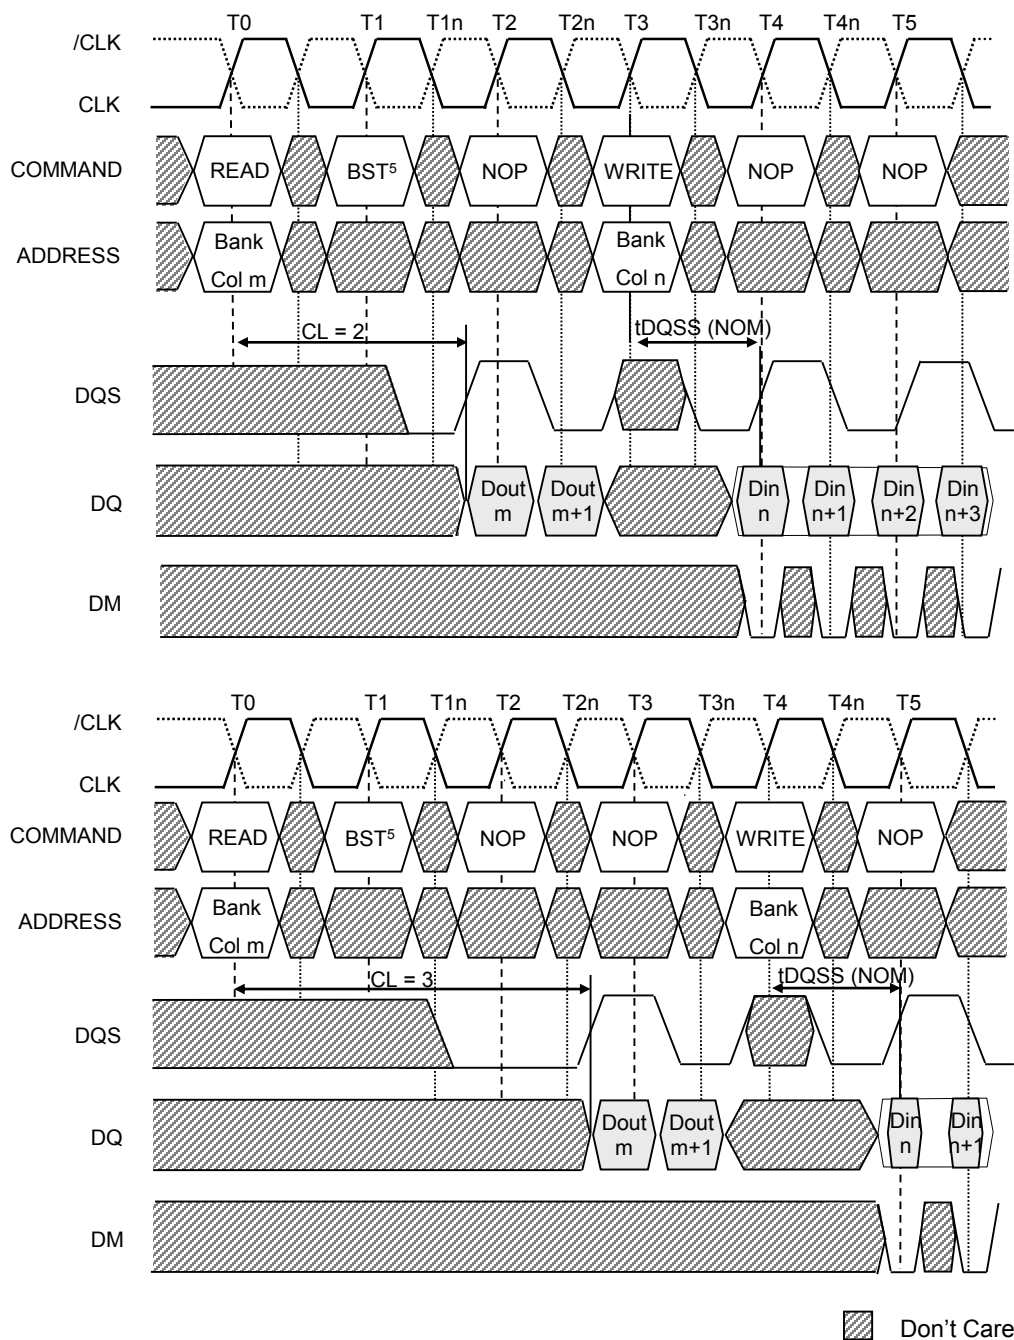 T0 T1 T1n T2 T2n T3 T3n T4 T4n T5
/CLK
CLK
COMMAND READ BST⁵ NOP WRITE NOP NOP
ADDRESS Bank Bank
Col m Col n
CL = 2 tDQSS (NOM)
DQS
DQ Dout Dout Din Din Din Din
m m+1 n n+1 n+2 n+3
DM
T0 T1 T1n T2 T2n T3 T3n T4 T4n T5
/CLK
CLK
COMMAND READ BST⁵ NOP NOP WRITE NOP
ADDRESS Bank Bank
Col m Col n
CL = 3 tDQSS (NOM)
DQS
DQ Dout Dout Din Din
m m+1 n n+1
DM
Don't Care